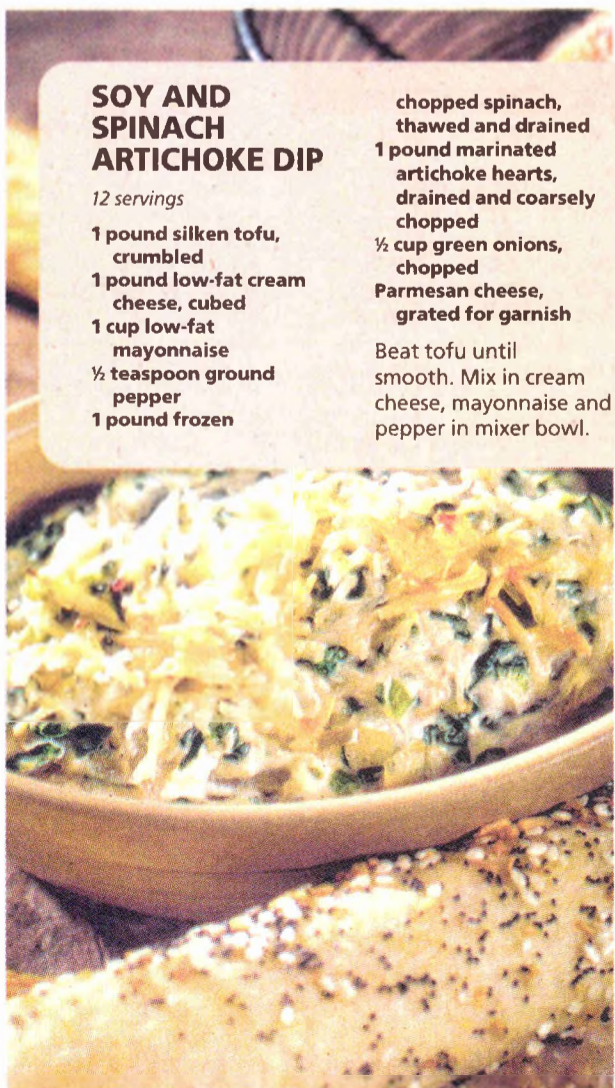 SOY AND
SPINACH
ARTICHOKE DIP
12 servings
1 pound silken tofu,
crumbled
1 pound low-fat cream
cheese, cubed
1 cup low-fat
mayonnaise
½ teaspoon ground
pepper
1 pound frozen
chopped spinach,
thawed and drained
1 pound marinated
artichoke hearts,
drained and coarsely
chopped
½ cup green onions,
chopped
Parmesan cheese,
grated for garnish
Beat tofu until
smooth. Mix in cream
cheese, mayonnaise and
pepper in mixer bowl.